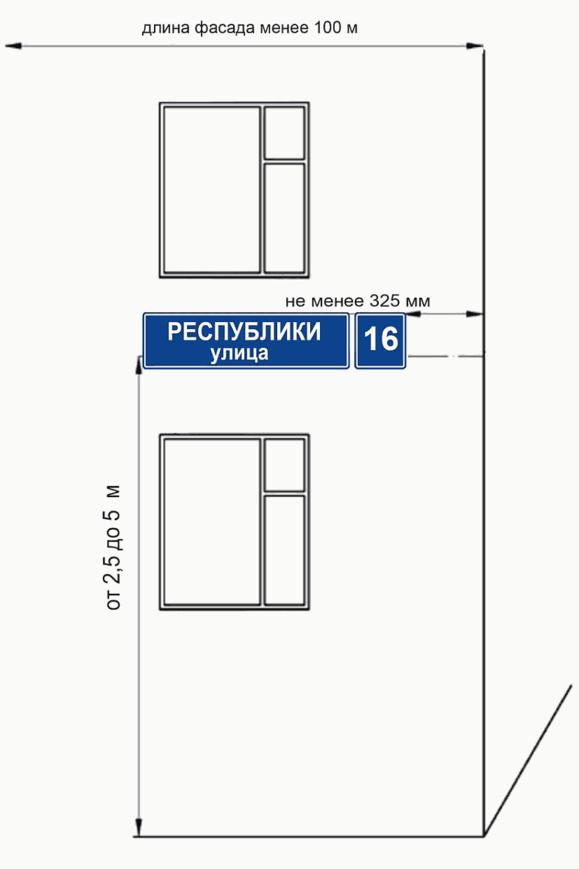 длина фасада менее 100 м
не менее 325 мм
РЕСПУБЛИКИ
улица
16
от 2,5 до 5 м